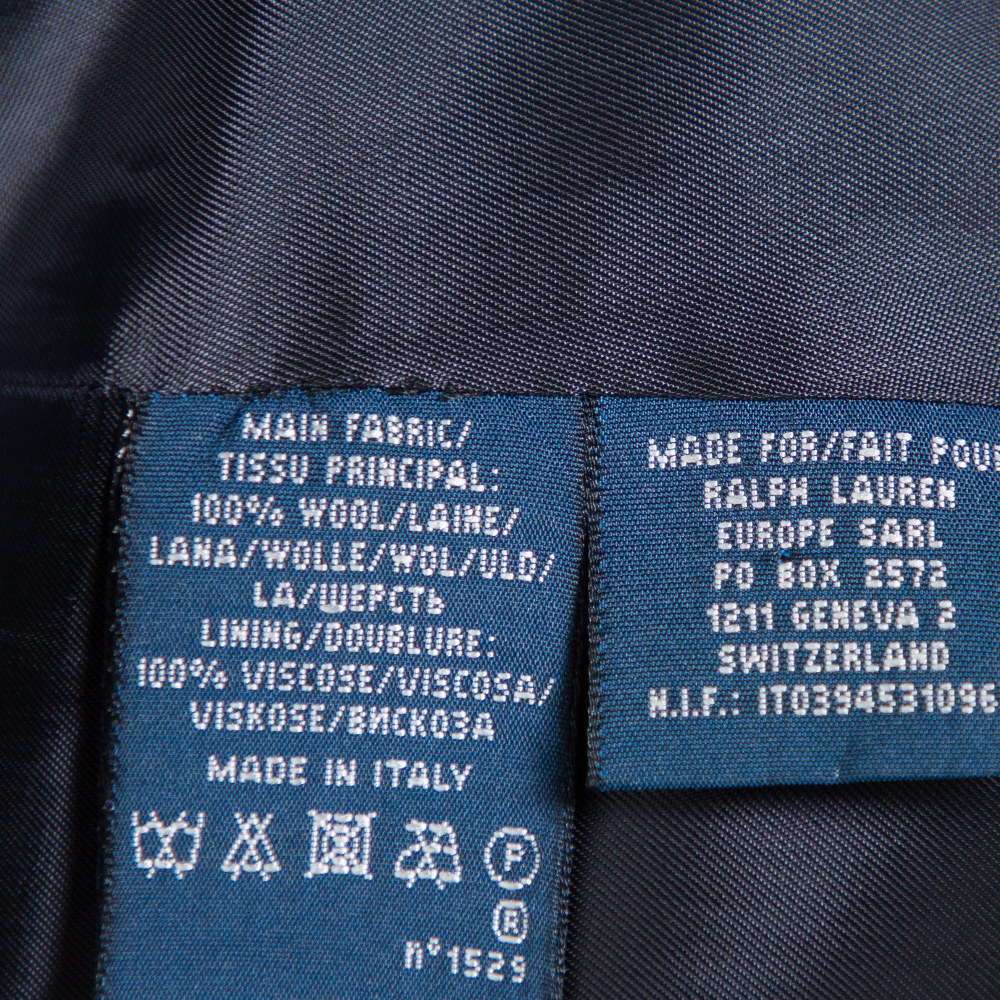 MAIN FABRIC/
TISSU PRINCIPAL:
100% WOOL/LAINE/
LANA/WOLLE/WOL/ULD/
LA/ШЕРСТЬ
LINING/DOUBLURE:
100% VISCOSE/VISCOSA/
VISKOSE/ВИСКОЗА
MADE IN ITALY
P
R
n°1529
MADE FOR/FAIT POU
RALPH LAUREN
EUROPE SARL
PO BOX 2572
1211 GENEVA 2
SWITZERLAND
N.I.F.: IT0394531096